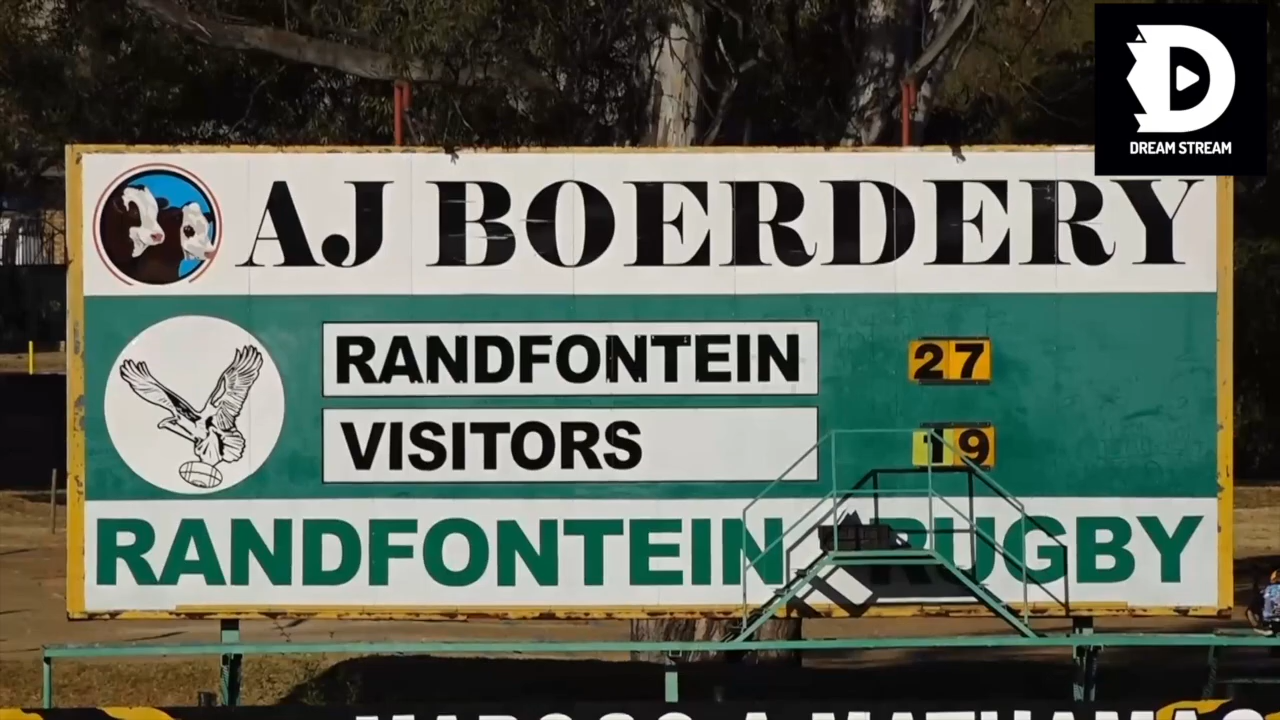 DREAM STREAM
AJ BOERDERY
RANDFONTEIN 27
VISITORS 19
RANDFONTEIN RUGBY